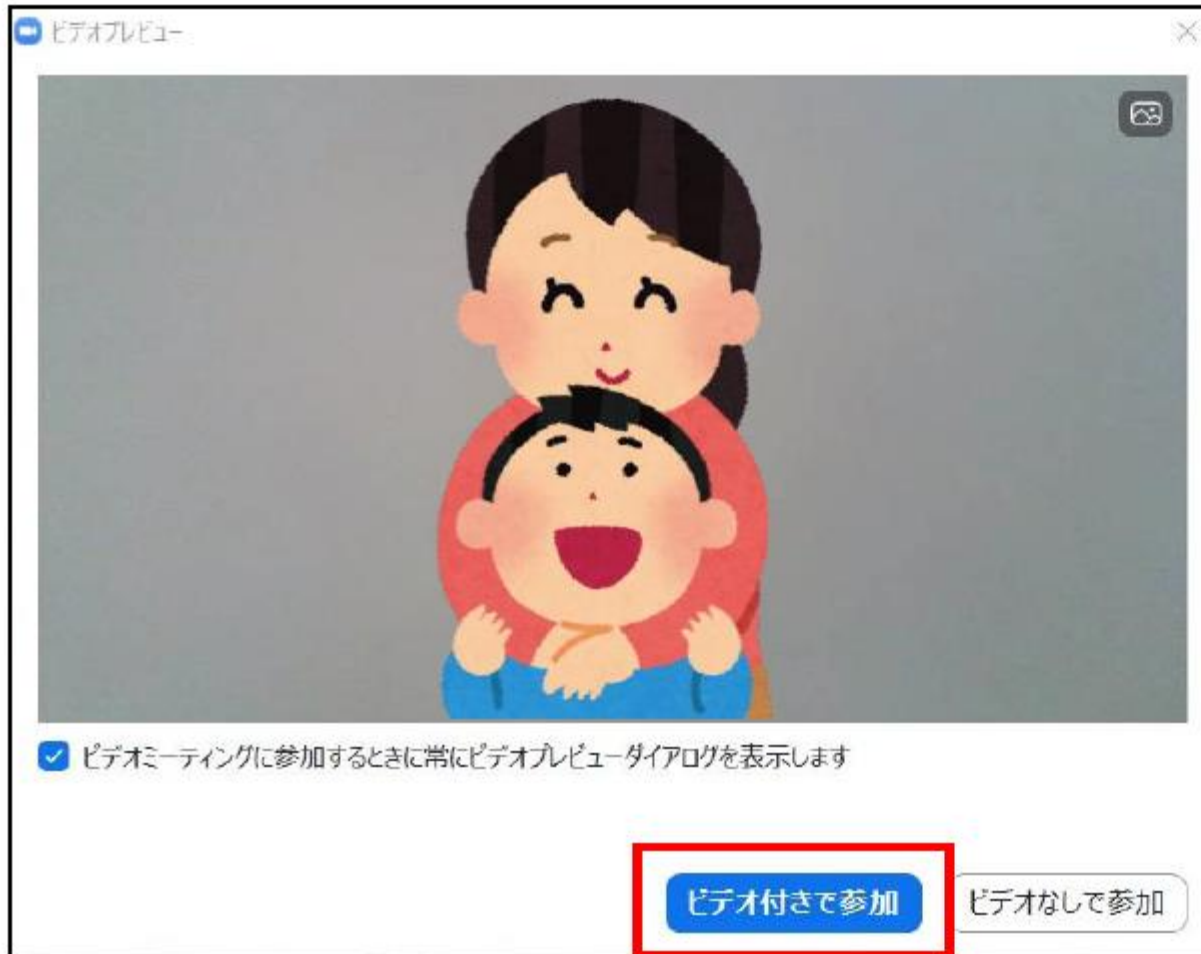 ビデオプレビュー
ビデオミーティングに参加するときに常にビデオプレビューダイアログを表示します
ビデオ付きで参加
ビデオなしで参加